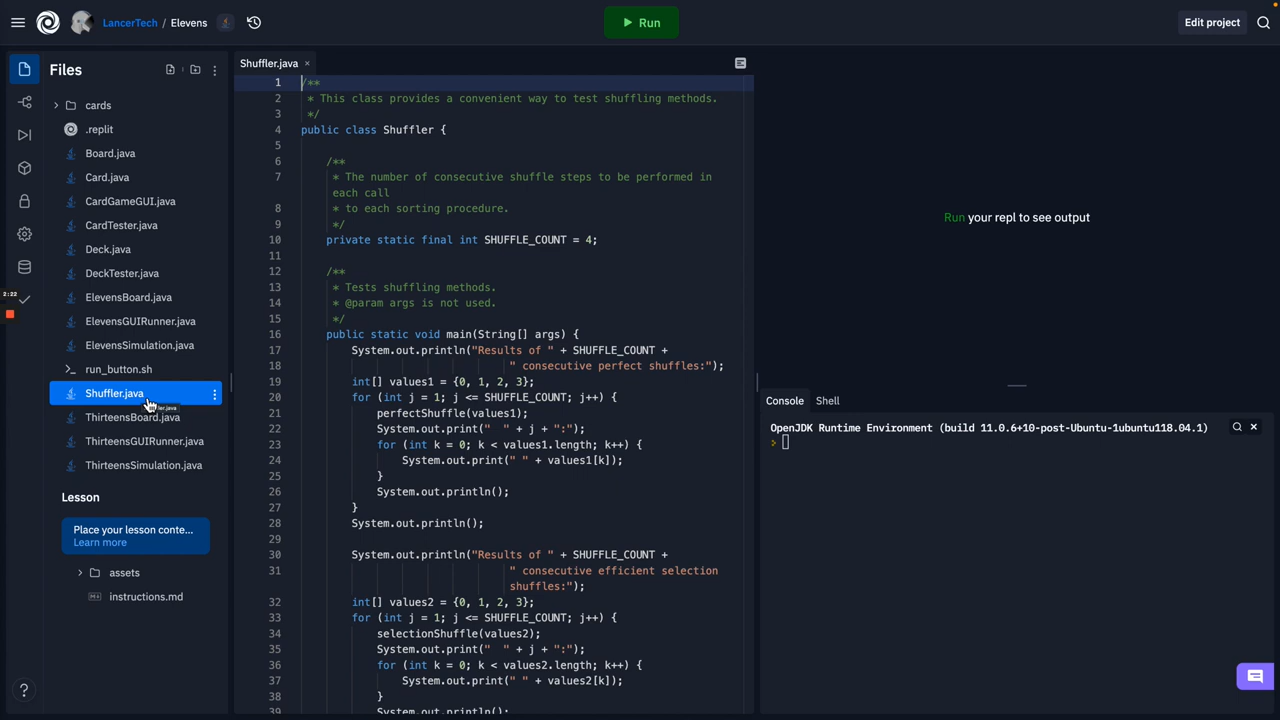 LancerTech / Elevens
Run
Edit project
Files
cards
.replit
Board.java
Card.java
CardGameGUI.java
CardTester.java
Deck.java
DeckTester.java
ElevensBoard.java
ElevensGUIRunner.java
ElevensSimulation.java
run_button.sh
Shuffler.java
ThirteensBoard.java
ThirteensGUIRunner.java
ThirteensSimulation.java
2:22
Lesson
Place your lesson conte...
Learn more
assets
instructions.md
?
Shuffler.java ×
1 /**
2  * This class provides a convenient way to test shuffling methods.
3  */
4 public class Shuffler {
5
6     /**
7      * The number of consecutive shuffle steps to be performed in
each call
8      * to each sorting procedure.
9      */
10     private static final int SHUFFLE_COUNT = 4;
11
12     /**
13      * Tests shuffling methods.
14      * @param args is not used.
15      */
16     public static void main(String[] args) {
17         System.out.println("Results of " + SHUFFLE_COUNT +
18                                  " consecutive perfect shuffles:");
19         int[] values1 = {0, 1, 2, 3};
20         for (int j = 1; j <= SHUFFLE_COUNT; j++) {
21             perfectShuffle(values1);
22             System.out.print("  " + j + ":");
23             for (int k = 0; k < values1.length; k++) {
24                 System.out.print(" " + values1[k]);
25             }
26             System.out.println();
27         }
28         System.out.println();
29
30         System.out.println("Results of " + SHUFFLE_COUNT +
31                                  " consecutive efficient selection
shuffles:");
32         int[] values2 = {0, 1, 2, 3};
33         for (int j = 1; j <= SHUFFLE_COUNT; j++) {
34             selectionShuffle(values2);
35             System.out.print("  " + j + ":");
36             for (int k = 0; k < values2.length; k++) {
37                 System.out.print(" " + values2[k]);
38             }
39             System.out.println();
Run your repl to see output
Console
Shell
OpenJDK Runtime Environment (build 11.0.6+10-post-Ubuntu-1ubuntu118.04.1)
>